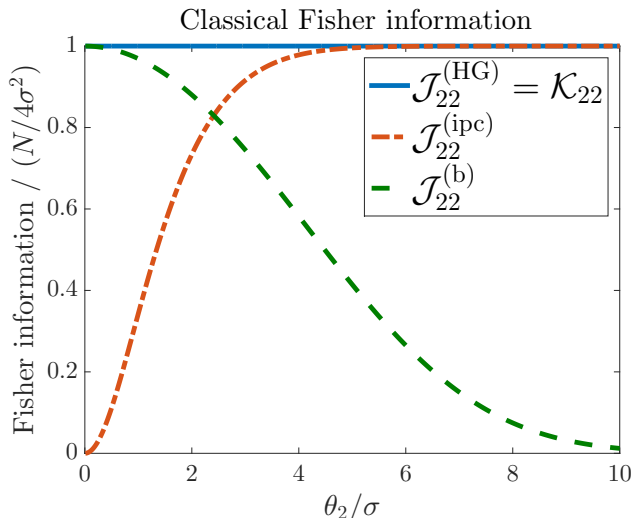 Classical Fisher information
Fisher information / (N/4σ²)
1
0.8
0.6
0.4
0.2
0
0 2 4 6 8 10
θ₂/σ
𝒥₂₂^(HG) = 𝒦₂₂
𝒥₂₂^(ipc)
𝒥₂₂^(b)